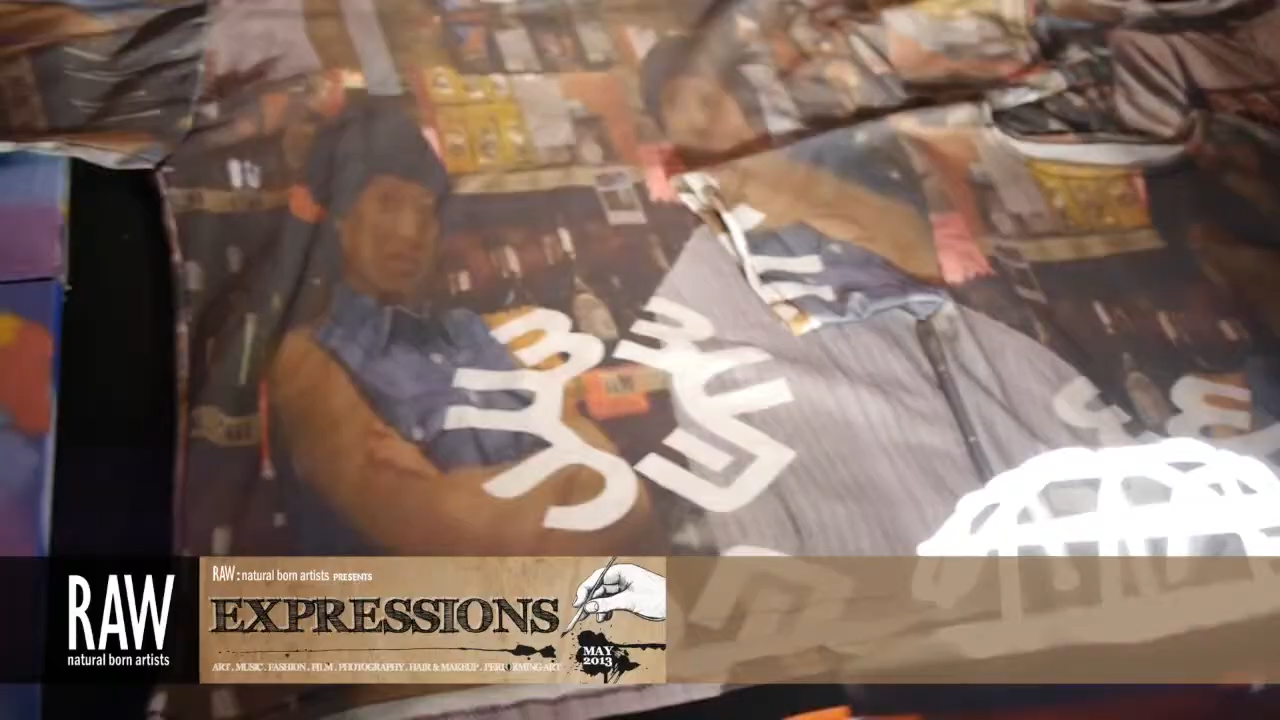 RAW
natural born artists
RAW: natural born artists PRESENTS
EXPRESSIONS
MAY
2013
ART . MUSIC . FASHION . FILM . PHOTOGRAPHY . HAIR & MAKEUP . PERFORMING ART